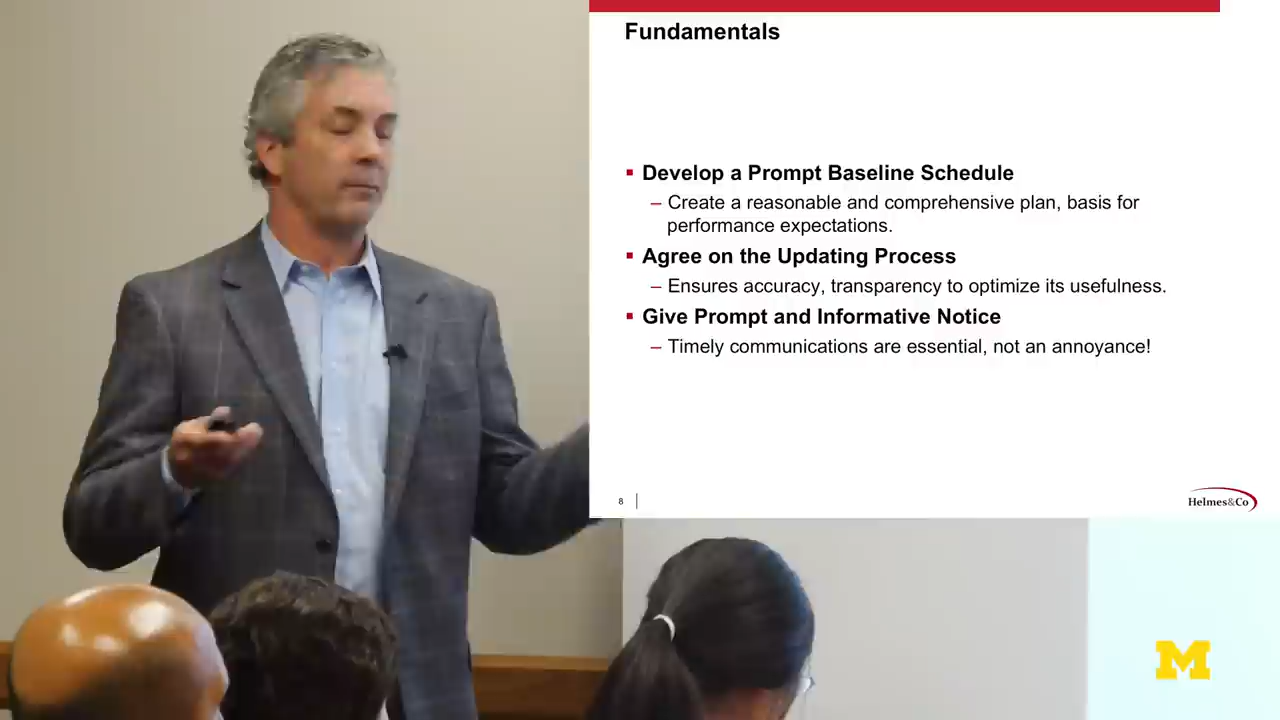 Fundamentals
▪ Develop a Prompt Baseline Schedule
– Create a reasonable and comprehensive plan, basis for
performance expectations.
▪ Agree on the Updating Process
– Ensures accuracy, transparency to optimize its usefulness.
▪ Give Prompt and Informative Notice
– Timely communications are essential, not an annoyance!
8
Helmes&Co
M